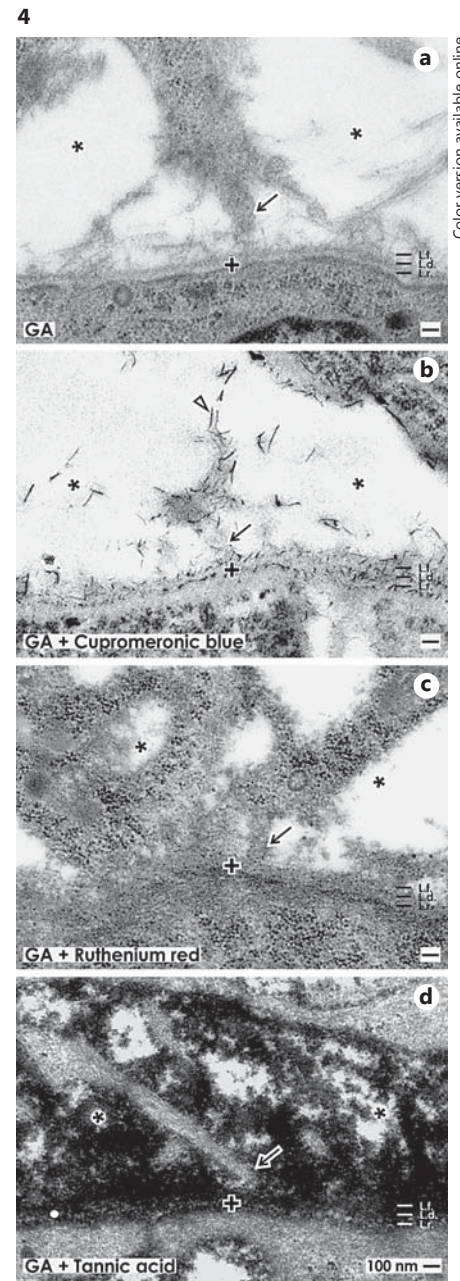 4
Color version available online
a
GA
b
GA + Cupromeronic blue
c
GA + Ruthenium red
d
GA + Tannic acid
100 nm